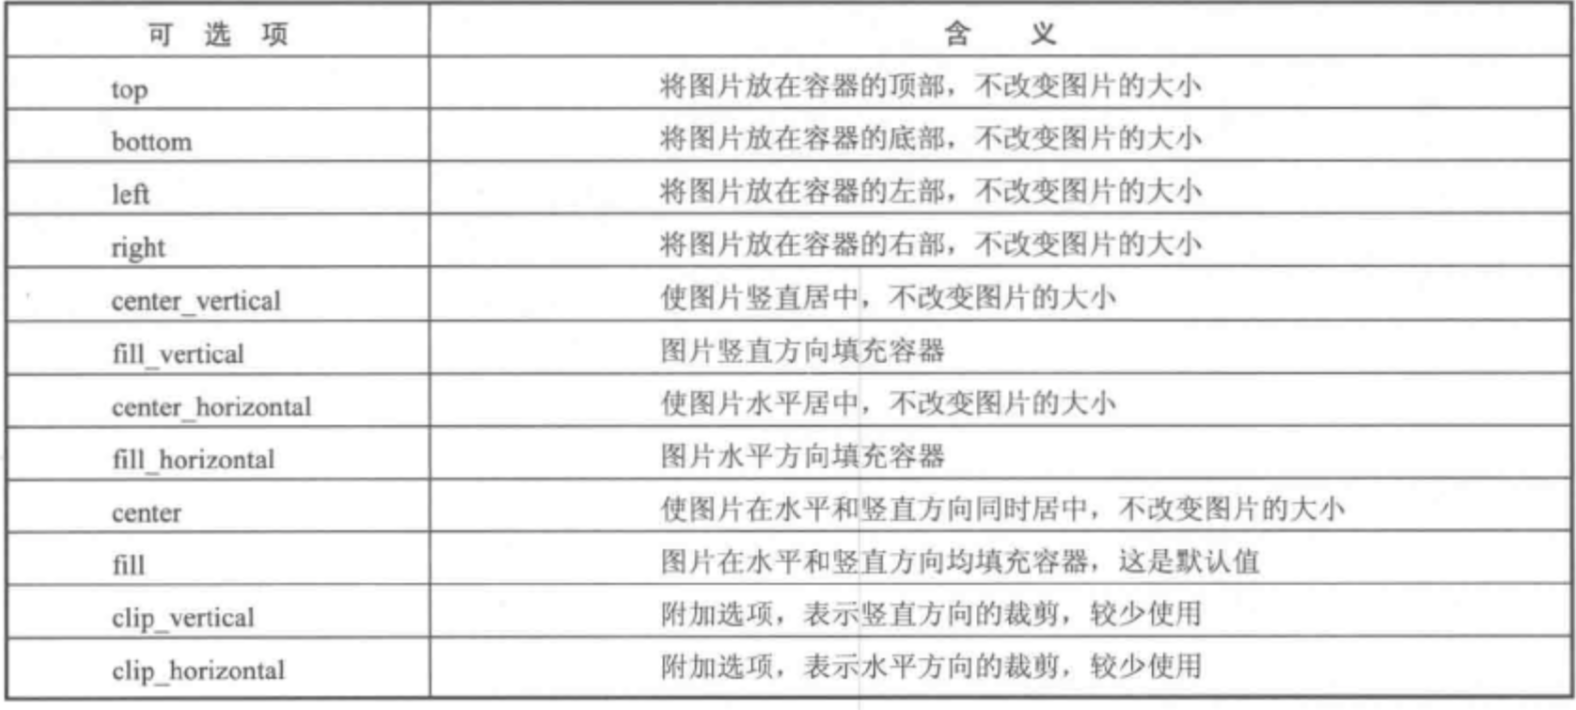 可选项 含义
top 将图片放在容器的顶部，不改变图片的大小
bottom 将图片放在容器的底部，不改变图片的大小
left 将图片放在容器的左部，不改变图片的大小
right 将图片放在容器的右部，不改变图片的大小
center_vertical 使图片竖直居中，不改变图片的大小
fill_vertical 图片竖直方向填充容器
center_horizontal 使图片水平居中，不改变图片的大小
fill_horizontal 图片水平方向填充容器
center 使图片在水平和竖直方向同时居中，不改变图片的大小
fill 图片在水平和竖直方向均填充容器，这是默认值
clip_vertical 附加选项，表示竖直方向的裁剪，较少使用
clip_horizontal 附加选项，表示水平方向的裁剪，较少使用